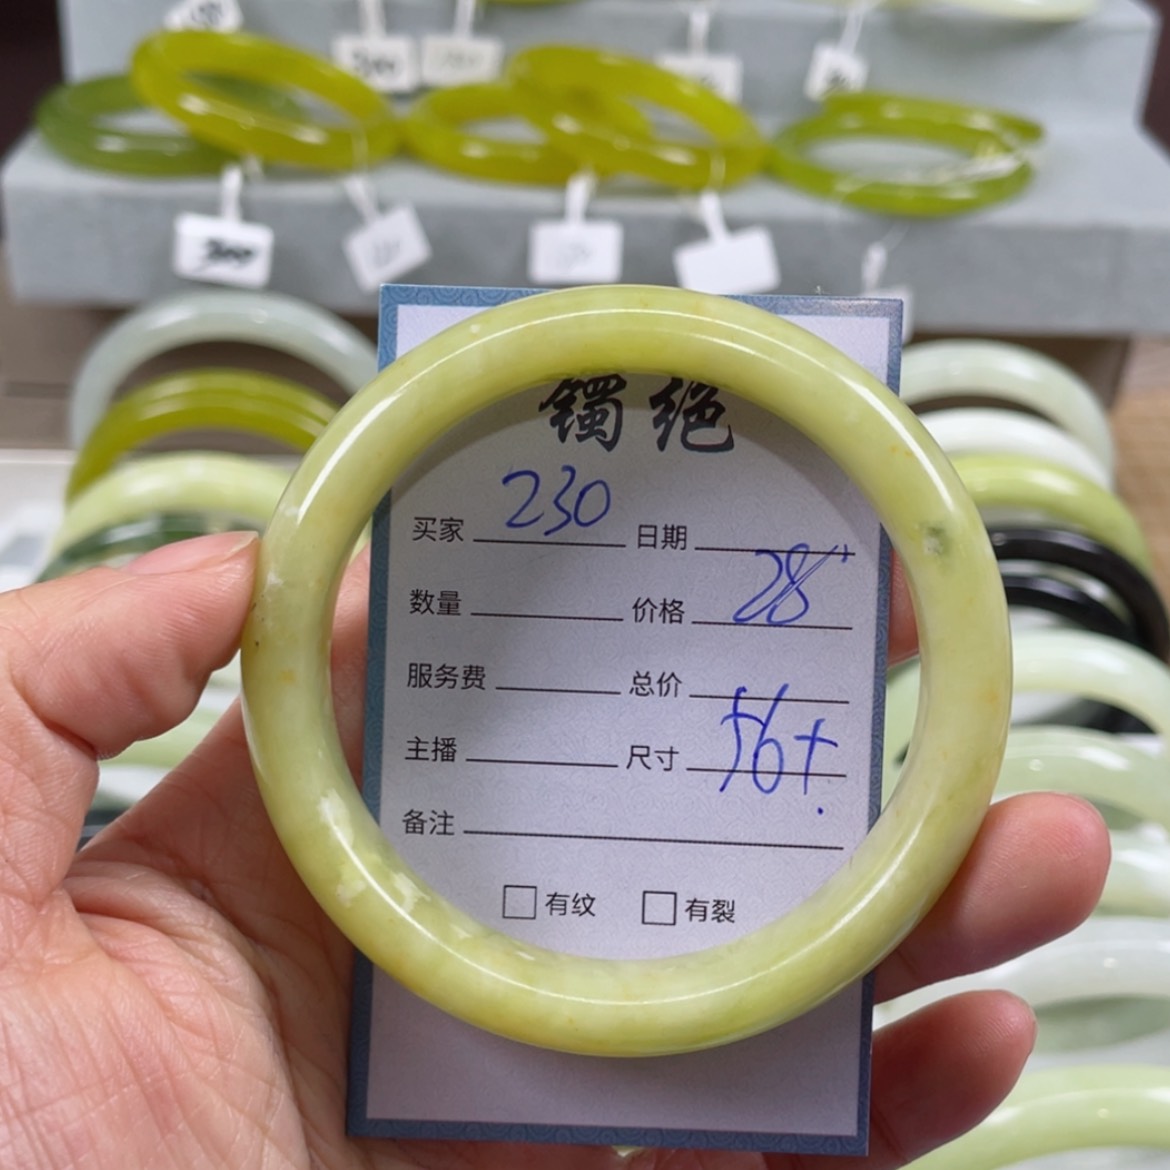 300
镯绝
买家 230 日期
数量 价格 28+
服务费 总价
主播 尺寸 56+
备注
□有纹 □有裂